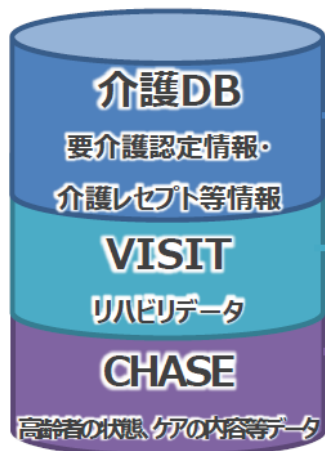 介護DB
要介護認定情報・
介護レセプト等情報
VISIT
リハビリデータ
CHASE
高齢者の状態、ケアの内容等データ